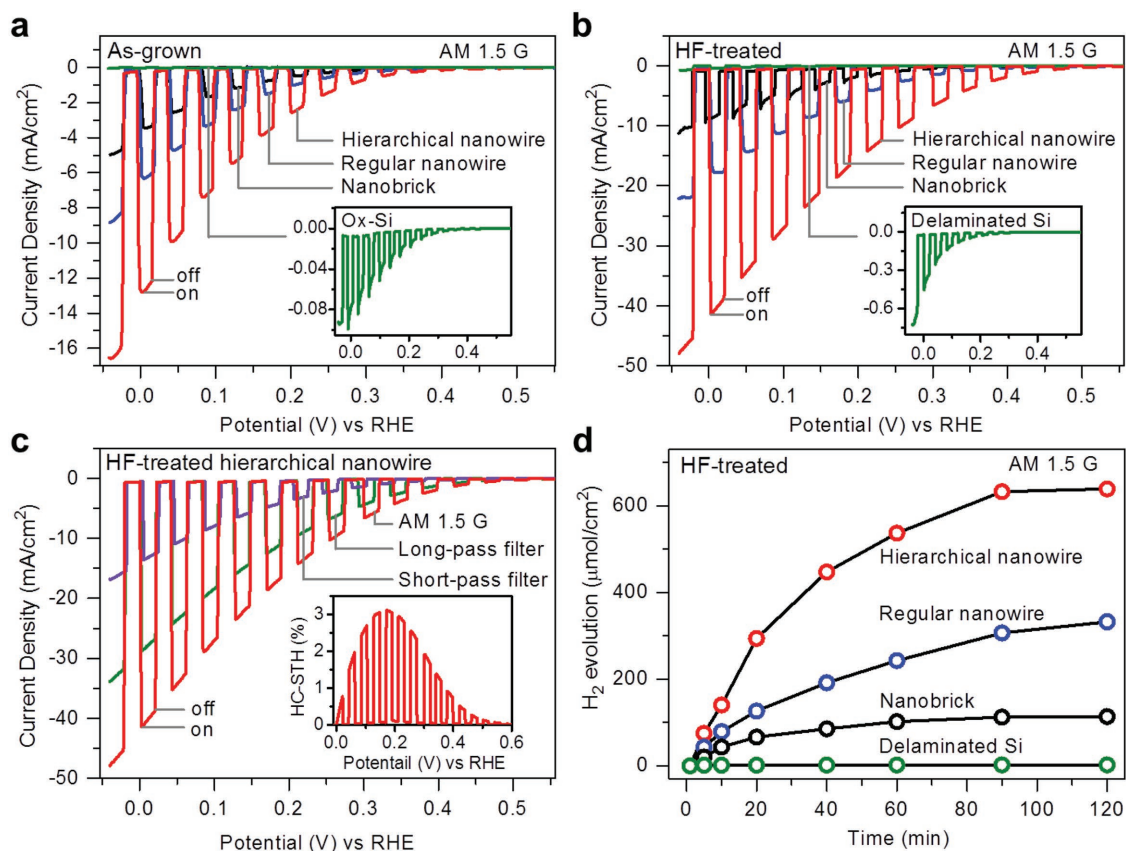 a
As-grown AM 1.5 G
0
-2
-4
-6
-8
-10
-12
-14
-16
Current Density (mA/cm²)
Hierarchical nanowire
Regular nanowire
Nanobrick
off
on
Ox-Si
0.00
-0.04
-0.08
0.0 0.2 0.4
0.0 0.1 0.2 0.3 0.4 0.5
Potential (V) vs RHE
b
HF-treated AM 1.5 G
0
-10
-20
-30
-40
-50
Current Density (mA/cm²)
Hierarchical nanowire
Regular nanowire
Nanobrick
off
on
Delaminated Si
0.0
-0.3
-0.6
0.0 0.2 0.4
0.0 0.1 0.2 0.3 0.4 0.5
Potential (V) vs RHE
c
HF-treated hierarchical nanowire
0
-10
-20
-30
-40
-50
Current Density (mA/cm²)
AM 1.5 G
Long-pass filter
Short-pass filter
off
on
HC-STH (%)
3
2
1
0
0.0 0.2 0.4 0.6
Potentail (V) vs RHE
0.0 0.1 0.2 0.3 0.4 0.5
Potential (V) vs RHE
d
HF-treated AM 1.5 G
600
400
200
0
H₂ evolution (μmol/cm²)
Hierarchical nanowire
Regular nanowire
Nanobrick
Delaminated Si
0 20 40 60 80 100 120
Time (min)